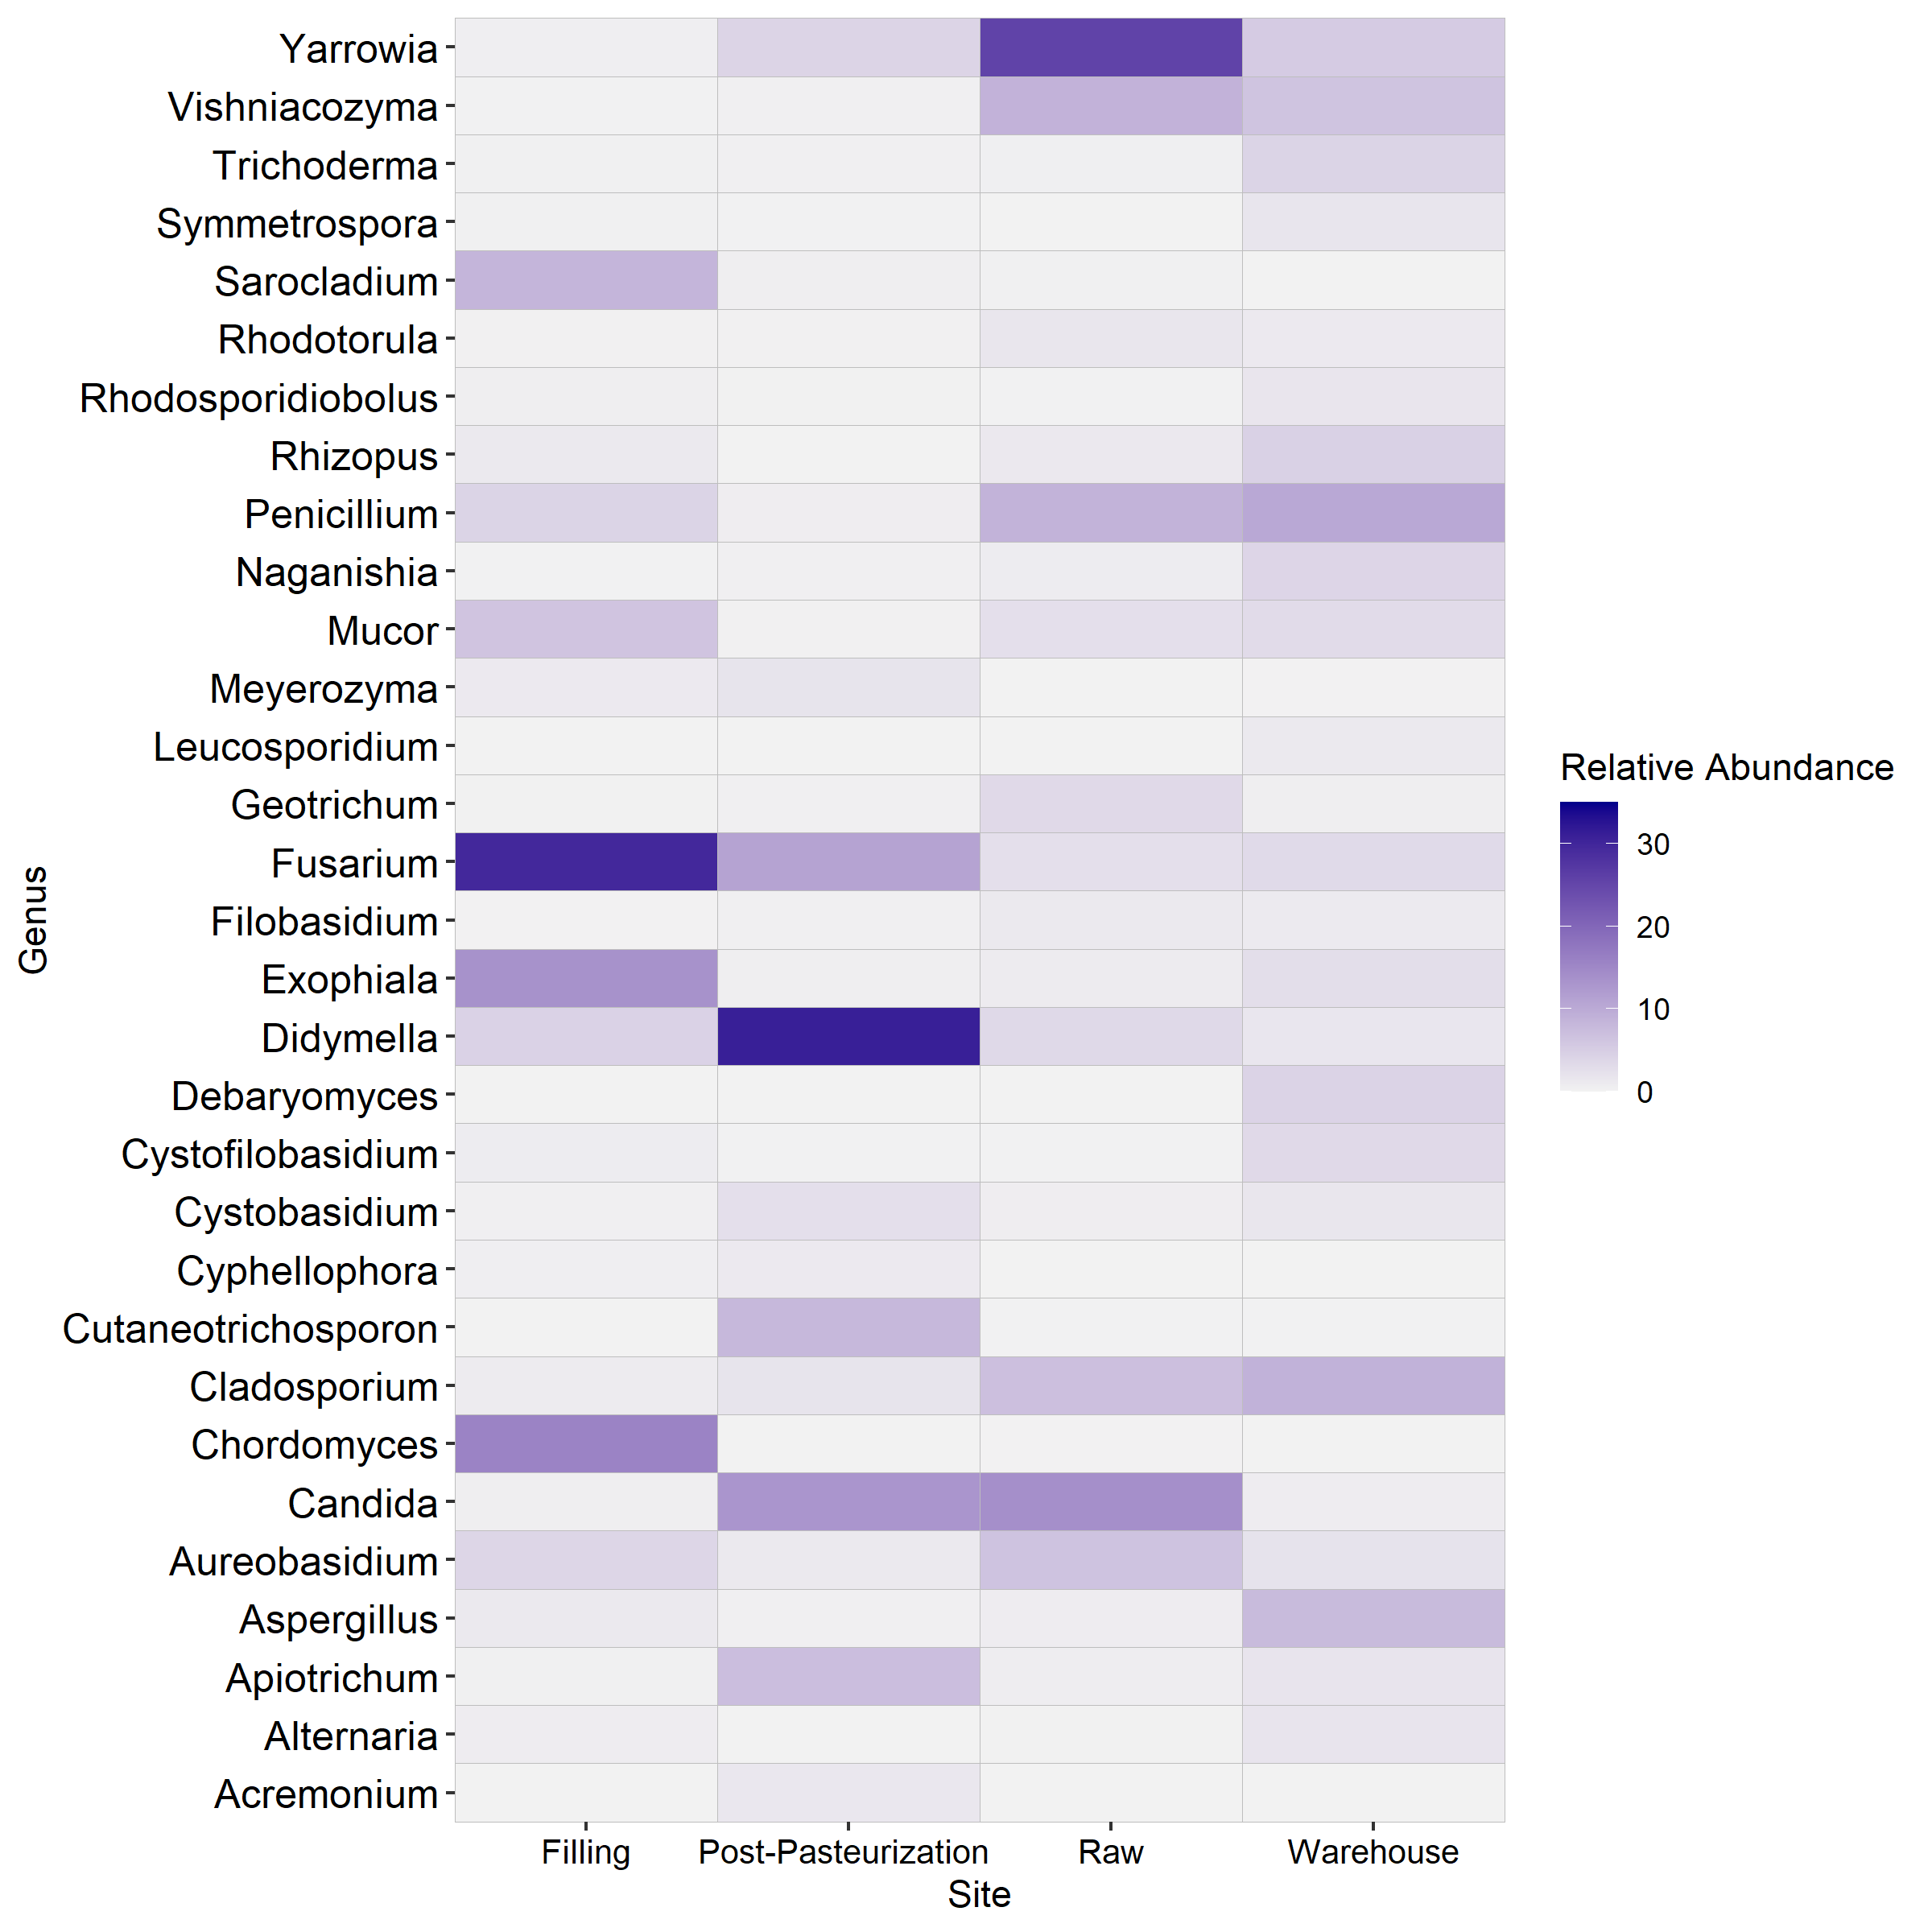 Yarrowia
Vishniacozyma
Trichoderma
Symmetrospora
Sarocladium
Rhodotorula
Rhodosporidiobolus
Rhizopus
Penicillium
Naganishia
Mucor
Meyerozyma
Leucosporidium
Geotrichum
Fusarium
Filobasidium
Exophiala
Didymella
Debaryomyces
Cystofilobasidium
Cystobasidium
Cyphellophora
Cutaneotrichosporon
Cladosporium
Chordomyces
Candida
Aureobasidium
Aspergillus
Apiotrichum
Alternaria
Acremonium
Genus
Filling Post-Pasteurization Raw Warehouse
Site
Relative Abundance
30
20
10
0